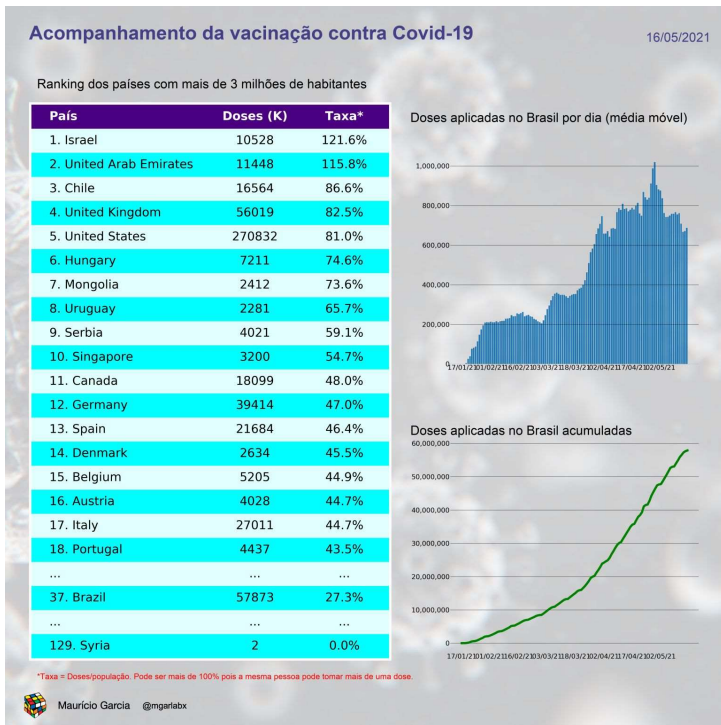 Acompanhamento da vacinação contra Covid-19
16/05/2021
Ranking dos países com mais de 3 milhões de habitantes
País Doses (K) Taxa*
1. Israel 10528 121.6%
2. United Arab Emirates 11448 115.8%
3. Chile 16564 86.6%
4. United Kingdom 56019 82.5%
5. United States 270832 81.0%
6. Hungary 7211 74.6%
7. Mongolia 2412 73.6%
8. Uruguay 2281 65.7%
9. Serbia 4021 59.1%
10. Singapore 3200 54.7%
11. Canada 18099 48.0%
12. Germany 39414 47.0%
13. Spain 21684 46.4%
14. Denmark 2634 45.5%
15. Belgium 5205 44.9%
16. Austria 4028 44.7%
17. Italy 27011 44.7%
18. Portugal 4437 43.5%
... ... ...
37. Brazil 57873 27.3%
... ... ...
129. Syria 2 0.0%
*Taxa = Doses/população. Pode ser mais de 100% pois a mesma pessoa pode tomar mais de uma dose.
Maurício Garcia @mgarlabx
Doses aplicadas no Brasil por dia (média móvel)
1,000,000
800,000
600,000
400,000
200,000
0
17/01/21 01/02/21 16/02/21 03/03/21 18/03/21 02/04/21 17/04/21 02/05/21
Doses aplicadas no Brasil acumuladas
60,000,000
50,000,000
40,000,000
30,000,000
20,000,000
10,000,000
0
17/01/21 01/02/21 16/02/21 03/03/21 18/03/21 02/04/21 17/04/21 02/05/21